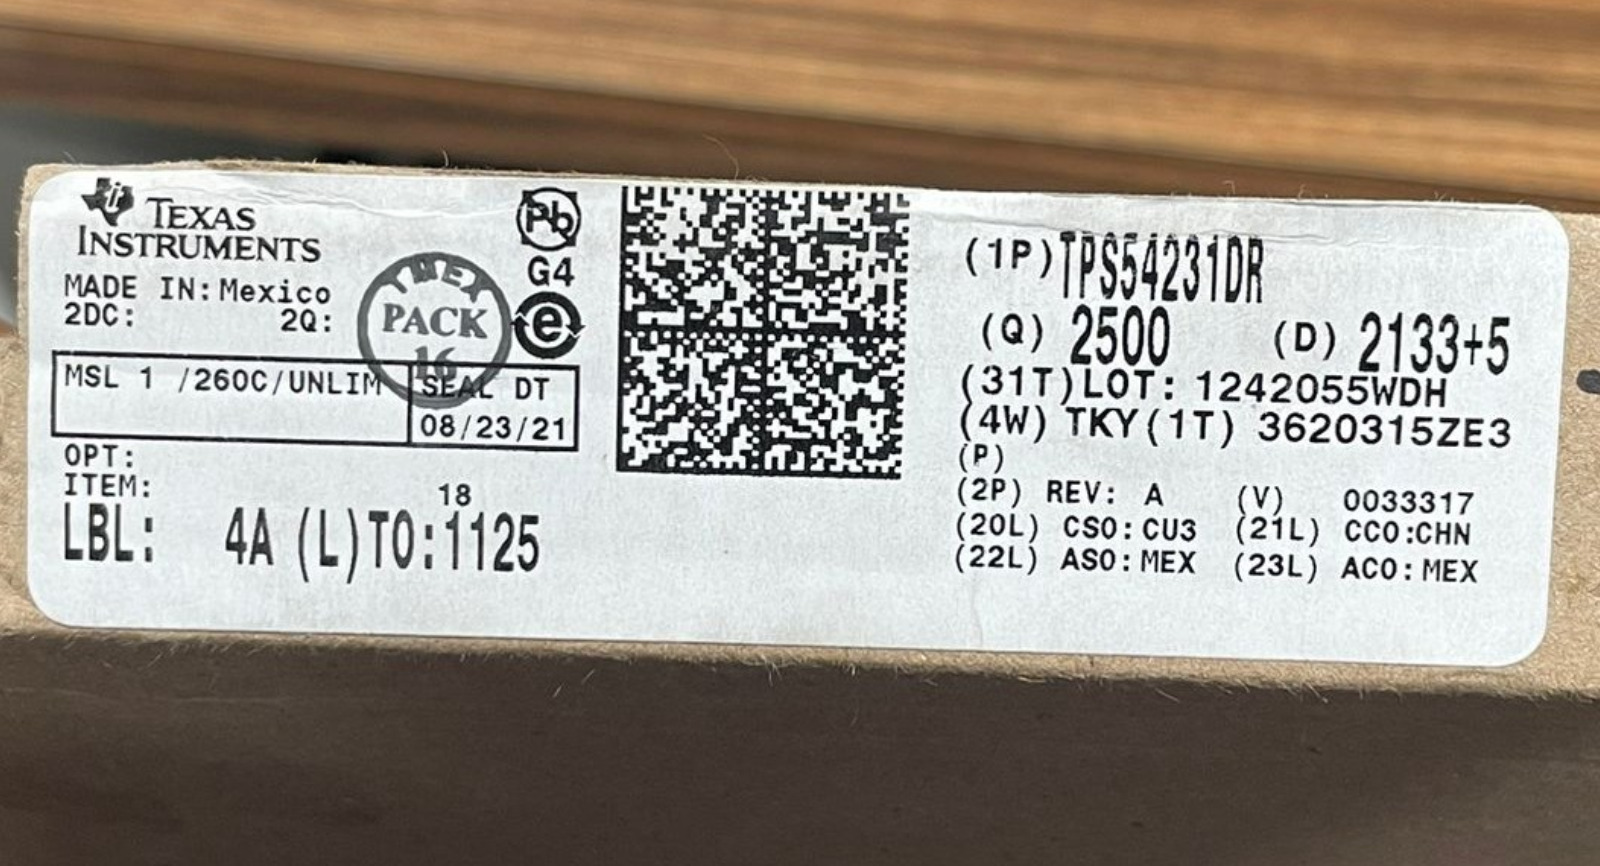 TEXAS
INSTRUMENTS
MADE IN: Mexico
2DC: 2Q:
TMEX
PACK
16
Pb
G4
e
MSL 1 /260C/UNLIM
SEAL DT
08/23/21
OPT:
ITEM:
18
LBL: 4A (L)TO:1125
(1P)TPS54231DR
(Q) 2500 (D) 2133+5
(31T)LOT: 1242055WDH
(4W) TKY(1T) 3620315ZE3
(P)
(2P) REV: A (V) 0033317
(20L) CSO:CU3 (21L) CCO:CHN
(22L) ASO:MEX (23L) ACO:MEX